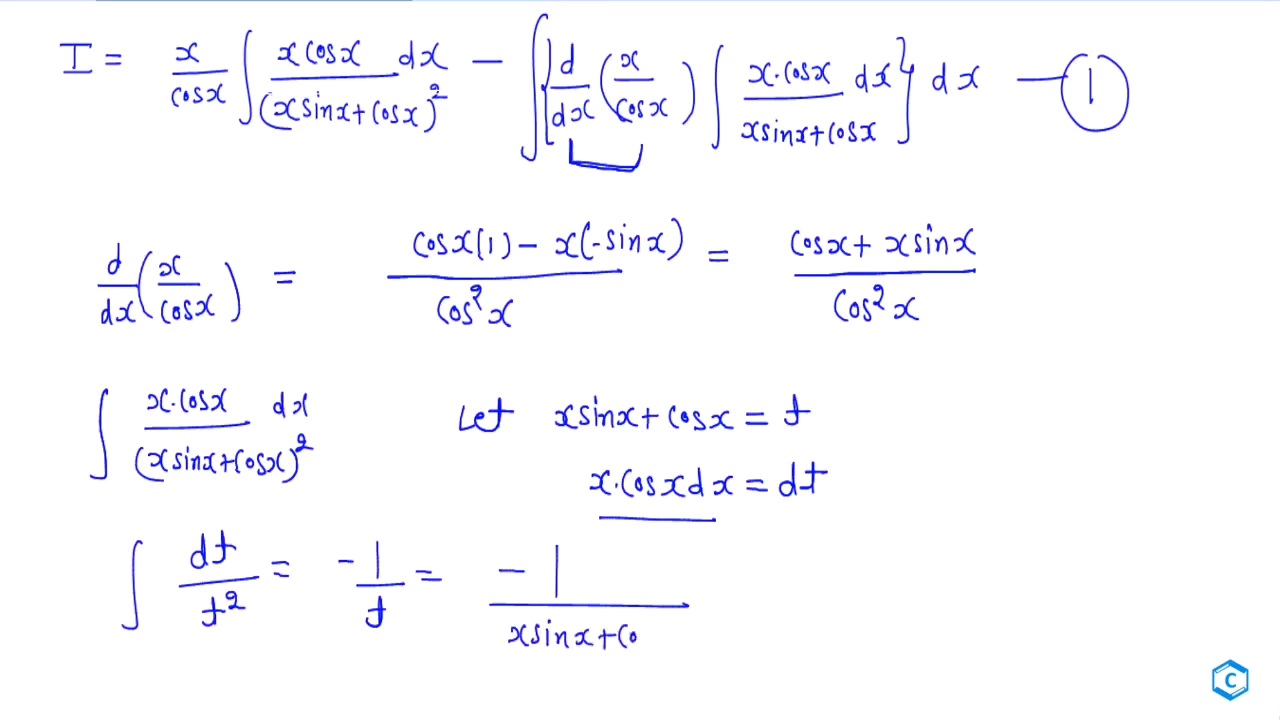 I = x/cosx ∫ x cosx dx/(x sinx + cosx)² − ∫{d/dx (x/cosx) ∫ x·cosx dx/x sinx + cosx} dx — ①
d/dx (x/cosx) = cosx(1) − x(-sinx)/cos²x = cosx + x sinx/cos²x
∫ x·cosx dx/(x sinx + cosx)² Let x sinx + cosx = t
x·cosx dx = dt
∫ dt/t² = -1/t = -1/x sinx + co
C